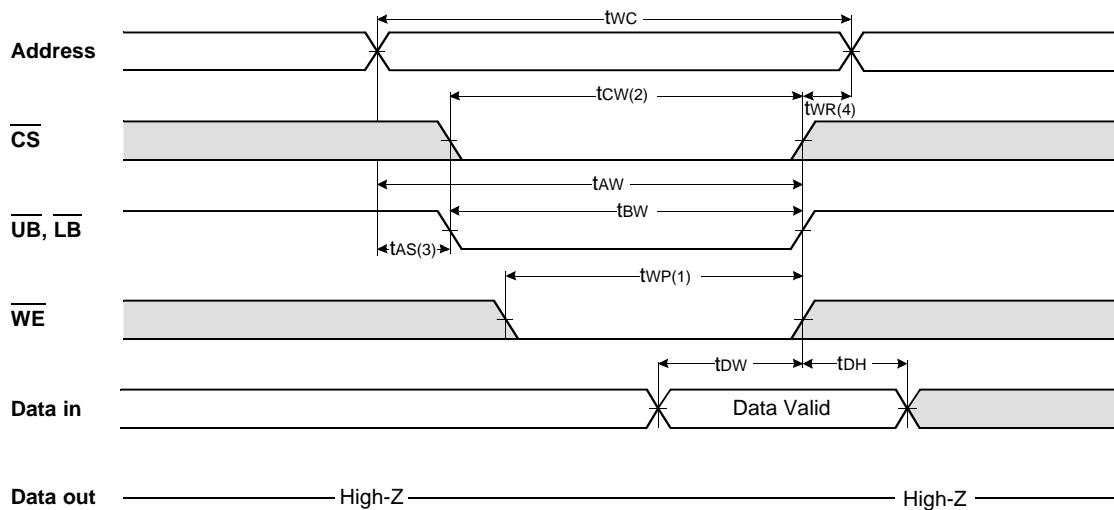 tWC
Address
tCW(2)
tWR(4)
CS
tAW
tBW
UB, LB
tAS(3)
tWP(1)
WE
tDW
tDH
Data in
Data Valid
Data out
High-Z
High-Z